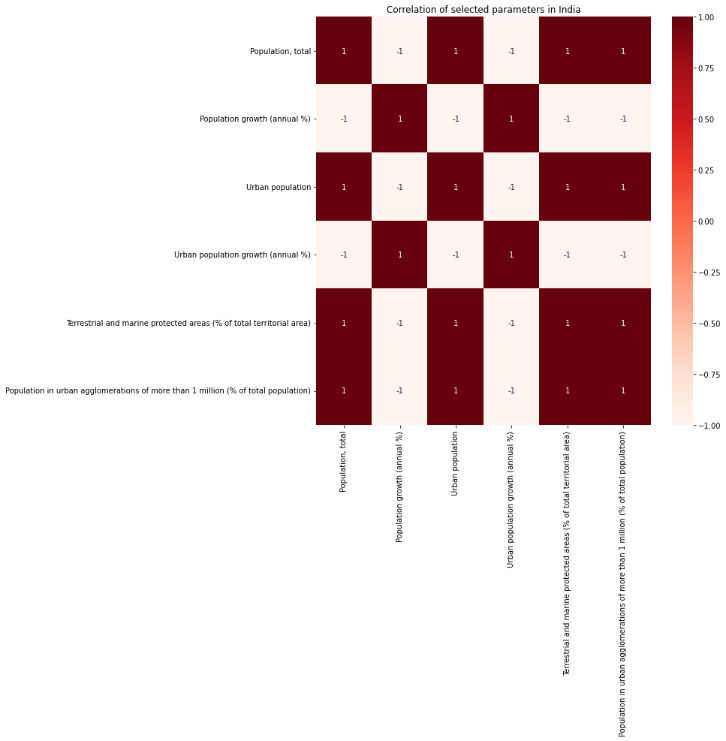 Correlation of selected parameters in India
Population, total
1 -1 1 -1 1 1
Population growth (annual %)
-1 1 -1 1 -1 -1
Urban population
1 -1 1 -1 1 1
Urban population growth (annual %)
-1 1 -1 1 -1 -1
Terrestrial and marine protected areas (% of total territorial area)
1 -1 1 -1 1 1
Population in urban agglomerations of more than 1 million (% of total population)
1 -1 1 -1 1 1
Population, total
Population growth (annual %)
Urban population
Urban population growth (annual %)
Terrestrial and marine protected areas (% of total territorial area)
Population in urban agglomerations of more than 1 million (% of total population)
1.00
0.75
0.50
0.25
0.00
−0.25
−0.50
−0.75
−1.00